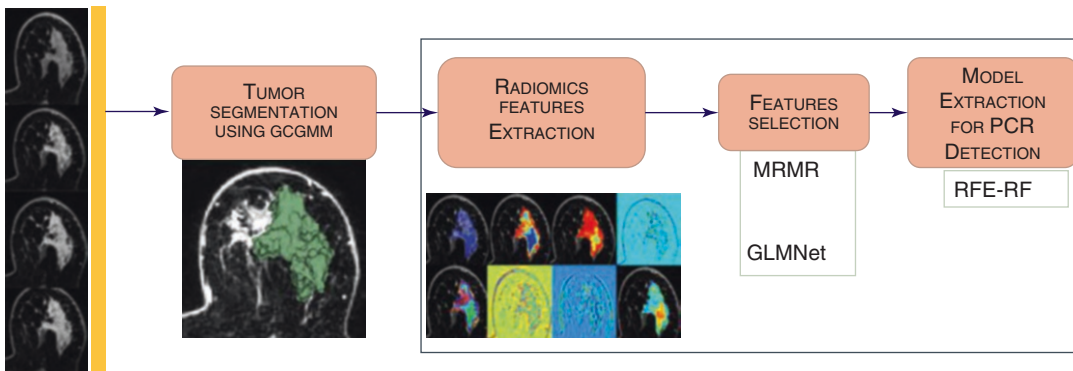 TUMOR
SEGMENTATION
USING GCGMM
RADIOMICS
FEATURES
EXTRACTION
FEATURES
SELECTION
MRMR
GLMNet
MODEL
EXTRACTION
FOR PCR
DETECTION
RFE-RF